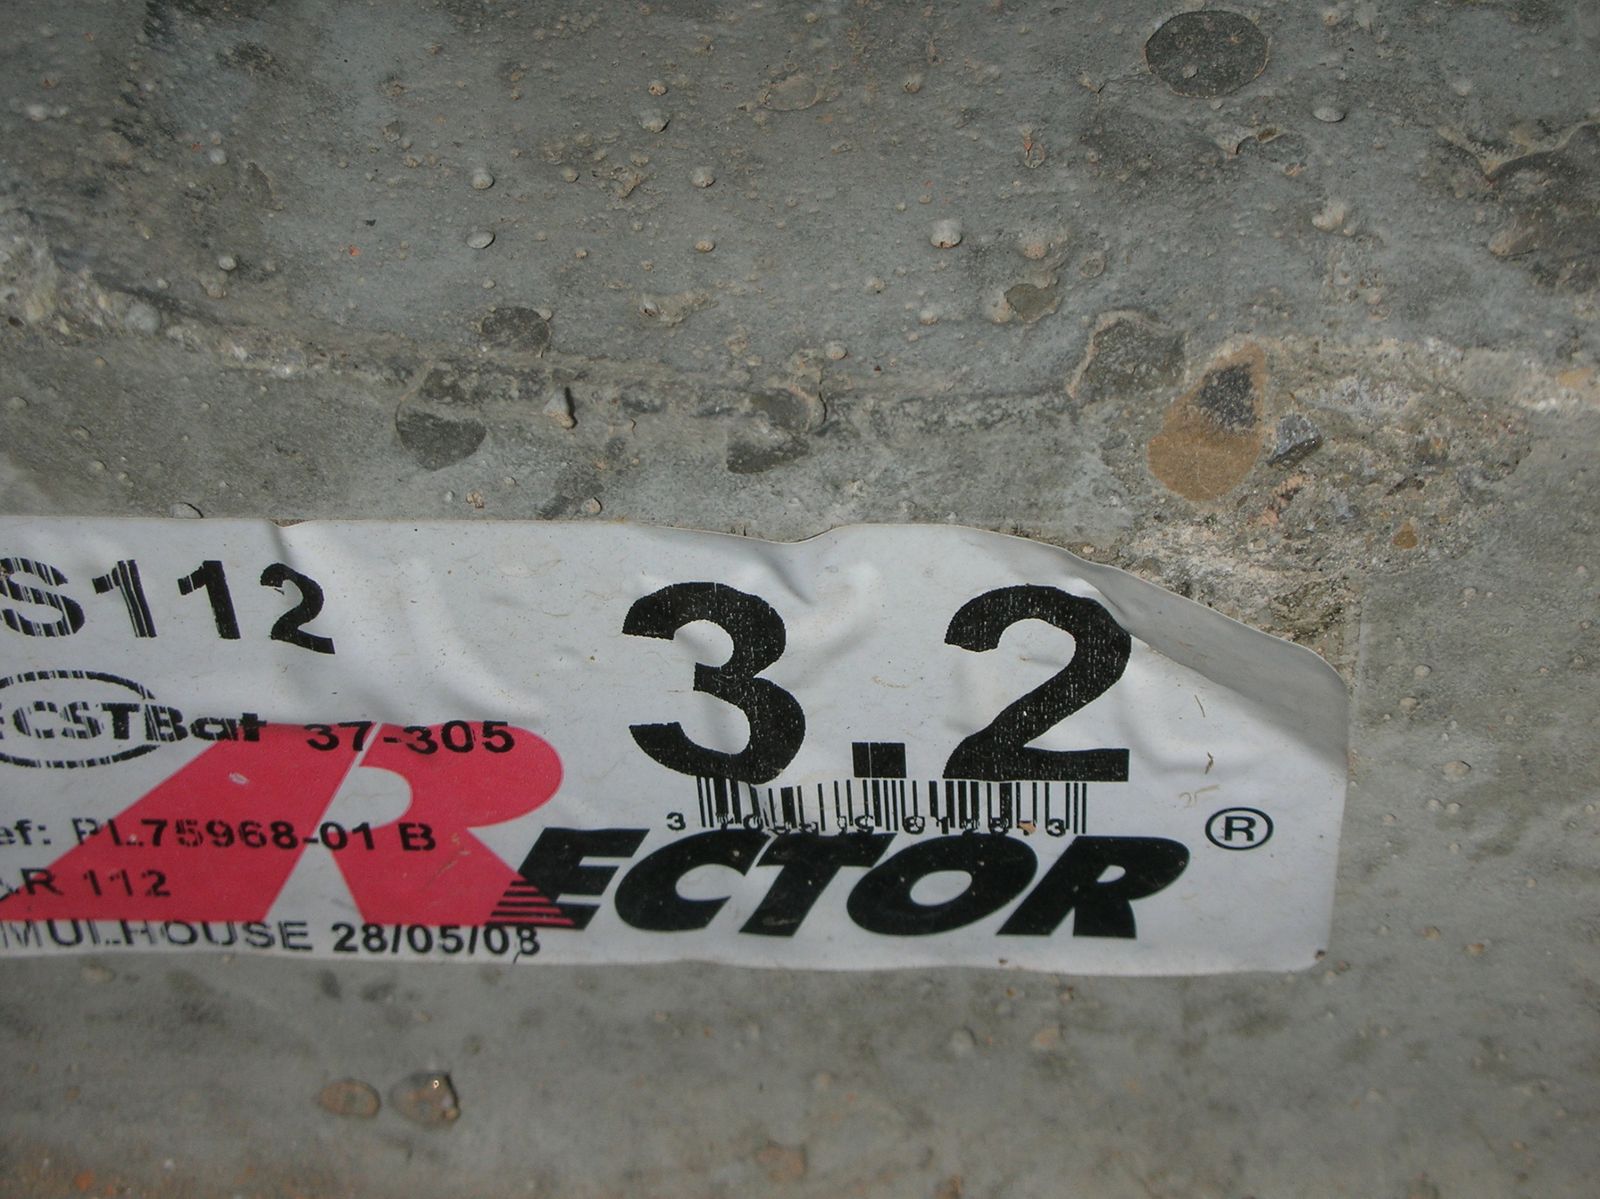 S112
3.2
CSTBat 37-305
ef: PL75968-01 B
RECTOR ®
R 112
MULHOUSE 28/05/08